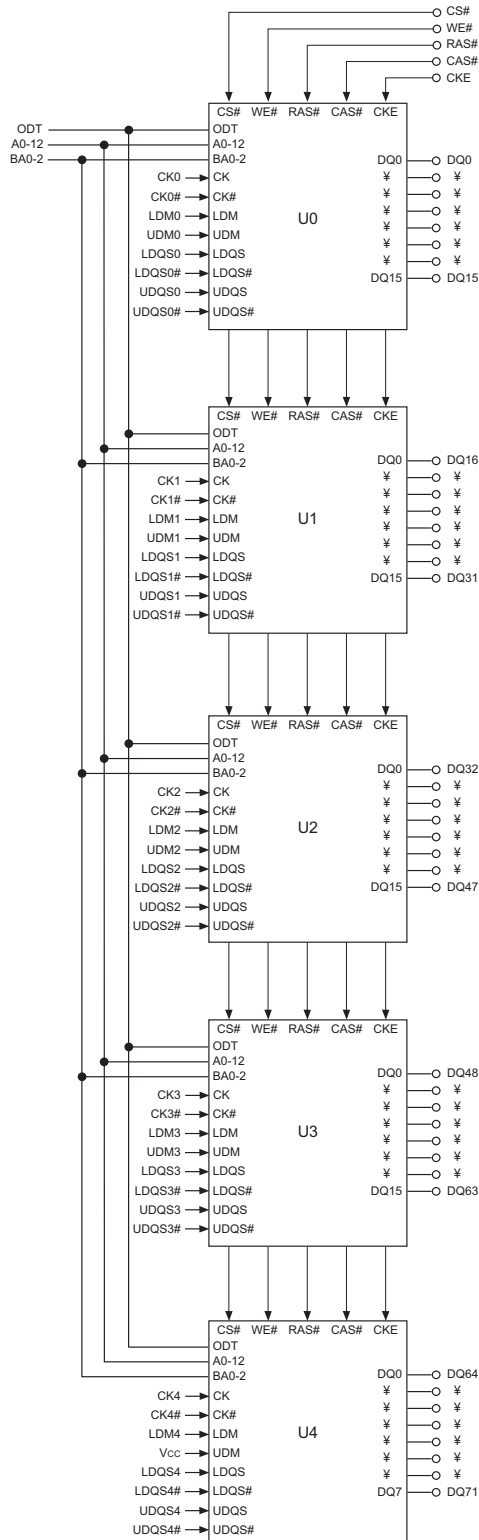 CS#
WE#
RAS#
CAS#
CKE
CS# WE# RAS# CAS# CKE
ODT ODT
A0-12 A0-12
BA0-2 BA0-2 DQ0 DQ0
CK0 CK ¥ ¥
CK0# CK# ¥ ¥
LDM0 LDM ¥ ¥
U0
UDM0 UDM ¥ ¥
LDQS0 LDQS ¥ ¥
LDQS0# LDQS# ¥ ¥
DQ15 DQ15
UDQS0 UDQS
UDQS0# UDQS#
CS# WE# RAS# CAS# CKE
ODT
A0-12
BA0-2 DQ0 DQ16
CK1 CK ¥ ¥
CK1# CK# ¥ ¥
LDM1 LDM ¥ ¥
U1
UDM1 UDM ¥ ¥
LDQS1 LDQS ¥ ¥
LDQS1# LDQS# ¥ ¥
DQ15 DQ31
UDQS1 UDQS
UDQS1# UDQS#
CS# WE# RAS# CAS# CKE
ODT
A0-12
BA0-2 DQ0 DQ32
CK2 CK ¥ ¥
CK2# CK# ¥ ¥
LDM2 LDM ¥ ¥
U2
UDM2 UDM ¥ ¥
LDQS2 LDQS ¥ ¥
LDQS2# LDQS# ¥ ¥
DQ15 DQ47
UDQS2 UDQS
UDQS2# UDQS#
CS# WE# RAS# CAS# CKE
ODT
A0-12
BA0-2 DQ0 DQ48
CK3 CK ¥ ¥
CK3# CK# ¥ ¥
LDM3 LDM ¥ ¥
U3
UDM3 UDM ¥ ¥
LDQS3 LDQS ¥ ¥
LDQS3# LDQS# ¥ ¥
DQ15 DQ63
UDQS3 UDQS
UDQS3# UDQS#
CS# WE# RAS# CAS# CKE
ODT
A0-12
BA0-2 DQ0 DQ64
CK4 CK ¥ ¥
CK4# CK# ¥ ¥
LDM4 LDM ¥ ¥
U4
Vcc UDM ¥ ¥
LDQS4 LDQS ¥ ¥
LDQS4# LDQS# ¥ ¥
DQ7 DQ71
UDQS4 UDQS
UDQS4# UDQS#